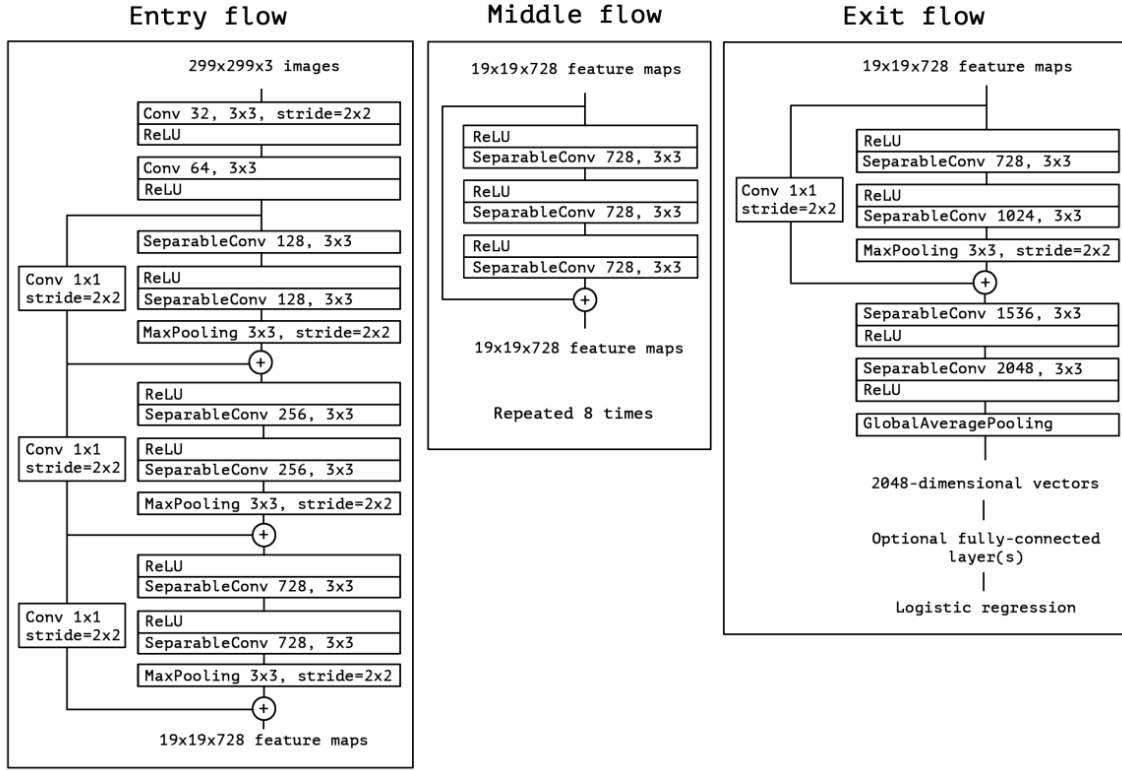 Entry flow
299x299x3 images
Conv 32, 3x3, stride=2x2
ReLU
Conv 64, 3x3
ReLU
SeparableConv 128, 3x3
Conv 1x1
stride=2x2
ReLU
SeparableConv 128, 3x3
MaxPooling 3x3, stride=2x2
+
ReLU
SeparableConv 256, 3x3
Conv 1x1
stride=2x2
ReLU
SeparableConv 256, 3x3
MaxPooling 3x3, stride=2x2
+
ReLU
SeparableConv 728, 3x3
Conv 1x1
stride=2x2
ReLU
SeparableConv 728, 3x3
MaxPooling 3x3, stride=2x2
+
19x19x728 feature maps
Middle flow
19x19x728 feature maps
ReLU
SeparableConv 728, 3x3
ReLU
SeparableConv 728, 3x3
ReLU
SeparableConv 728, 3x3
+
19x19x728 feature maps
Repeated 8 times
Exit flow
19x19x728 feature maps
ReLU
SeparableConv 728, 3x3
Conv 1x1
stride=2x2
ReLU
SeparableConv 1024, 3x3
MaxPooling 3x3, stride=2x2
+
SeparableConv 1536, 3x3
ReLU
SeparableConv 2048, 3x3
ReLU
GlobalAveragePooling
2048-dimensional vectors
Optional fully-connected
layer(s)
Logistic regression